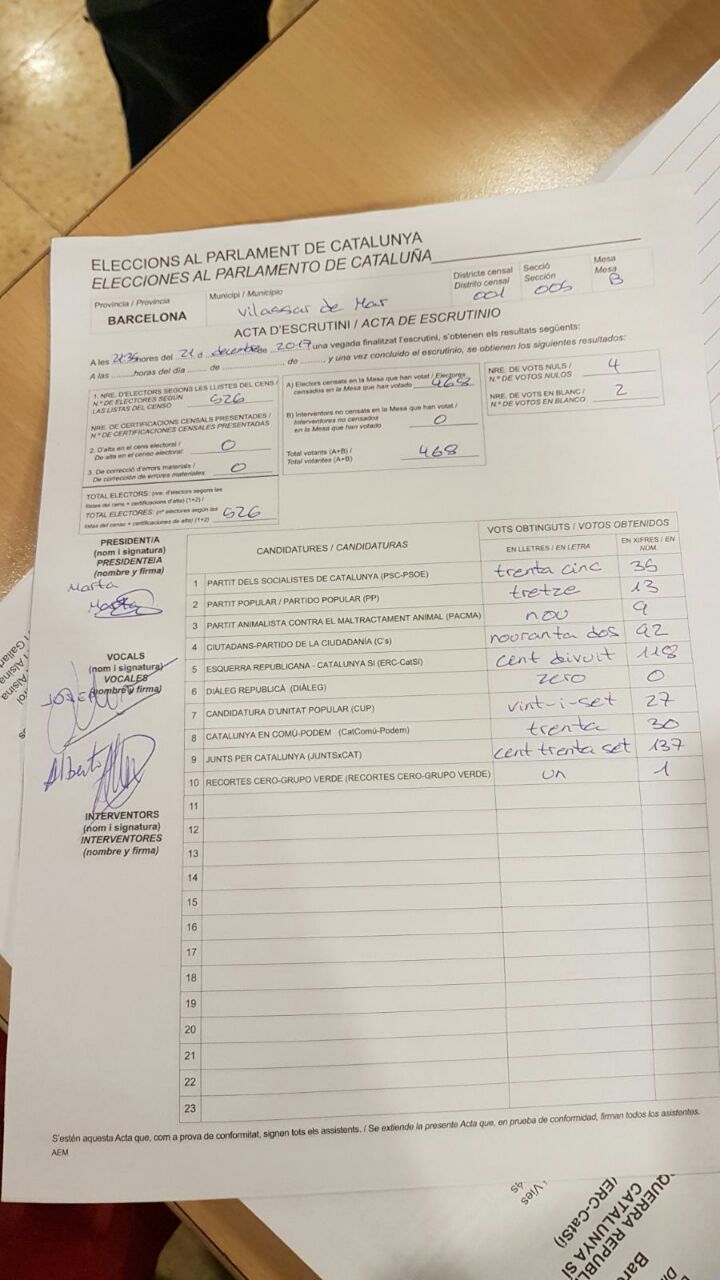 ELECCIONS AL PARLAMENT DE CATALUNYA
ELECCIONES AL PARLAMENTO DE CATALUÑA
Província / Provincia
BARCELONA
Municipi / Municipio
Vilassar de Mar
Districte censal
Distrito censal
001
Secció
Sección
005
Mesa
Mesa
B
ACTA D'ESCRUTINI / ACTA DE ESCRUTINIO
A les 21:35 hores del 21 d decembre de 2017 una vegada finalitzat l'escrutini, s'obtenen els resultats següents:
A las ..........horas del día ....... de ........................ de ........, y una vez concluido el escrutinio, se obtienen los siguientes resultados:
1. NRE. D'ELECTORS SEGONS LES LLISTES DEL CENS /
N.º DE ELECTORES SEGÚN
LAS LISTAS DEL CENSO
526
NRE. DE CERTIFICACIONS CENSALS PRESENTADES /
N.º DE CERTIFICACIONES CENSALES PRESENTADAS
2. D'alta en el cens electoral /
De alta en el censo electoral:
0
3. De correcció d'errors materials /
De corrección de errores materiales:
0
TOTAL ELECTORS: (nre. d'electors segons les
llistes del cens + certificacions d'alta) (1+2) /
TOTAL ELECTORES: (nº electores según las
listas del censo + certificaciones de alta) (1+2)
526
A) Electors censats en la Mesa que han votat / Electores
censados en la Mesa que han votado
468
B) Interventors no censats en la Mesa que han votat /
Interventores no censados
en la Mesa que han votado
0
Total votants (A+B) /
Total votantes (A+B)
468
NRE. DE VOTS NULS /
N.º DE VOTOS NULOS
4
NRE. DE VOTS EN BLANC /
N.º DE VOTOS EN BLANCO
2
PRESIDENT/A
(nom i signatura)
PRESIDENTE/A
(nombre y firma)
Marta
Marta
VOCALS
(nom i signatura)
VOCALES
(nombre y firma)
Alberto
INTERVENTORS
(nom i signatura)
INTERVENTORES
(nombre y firma)
CANDIDATURES / CANDIDATURAS
VOTS OBTINGUTS / VOTOS OBTENIDOS
EN LLETRES / EN LETRA
EN XIFRES / EN NÚM.
1 PARTIT DELS SOCIALISTES DE CATALUNYA (PSC-PSOE) trenta cinc 35
2 PARTIT POPULAR / PARTIDO POPULAR (PP) tretze 13
3 PARTIT ANIMALISTA CONTRA EL MALTRACTAMENT ANIMAL (PACMA) nou 9
4 CIUTADANS-PARTIDO DE LA CIUDADANÍA (C's) nouranta dos 92
5 ESQUERRA REPUBLICANA - CATALUNYA SI (ERC-CatSí) cent divuit 118
6 DIÀLEG REPUBLICÀ (DIÀLEG) zero 0
7 CANDIDATURA D'UNITAT POPULAR (CUP) vint-i-set 27
8 CATALUNYA EN COMÚ-PODEM (CatComú-Podem) trenta 30
9 JUNTS PER CATALUNYA (JUNTSxCAT) cent trenta set 137
10 RECORTES CERO-GRUPO VERDE (RECORTES CERO-GRUPO VERDE) un 1
11
12
13
14
15
16
17
18
19
20
21
22
23
S'estén aquesta Acta que, com a prova de conformitat, signen tots els assistents. / Se extiende la presente Acta que, en prueba de conformidad, firman todos los asistentes.
AEM
CATALUNYA SI
(ERC-CatSí)